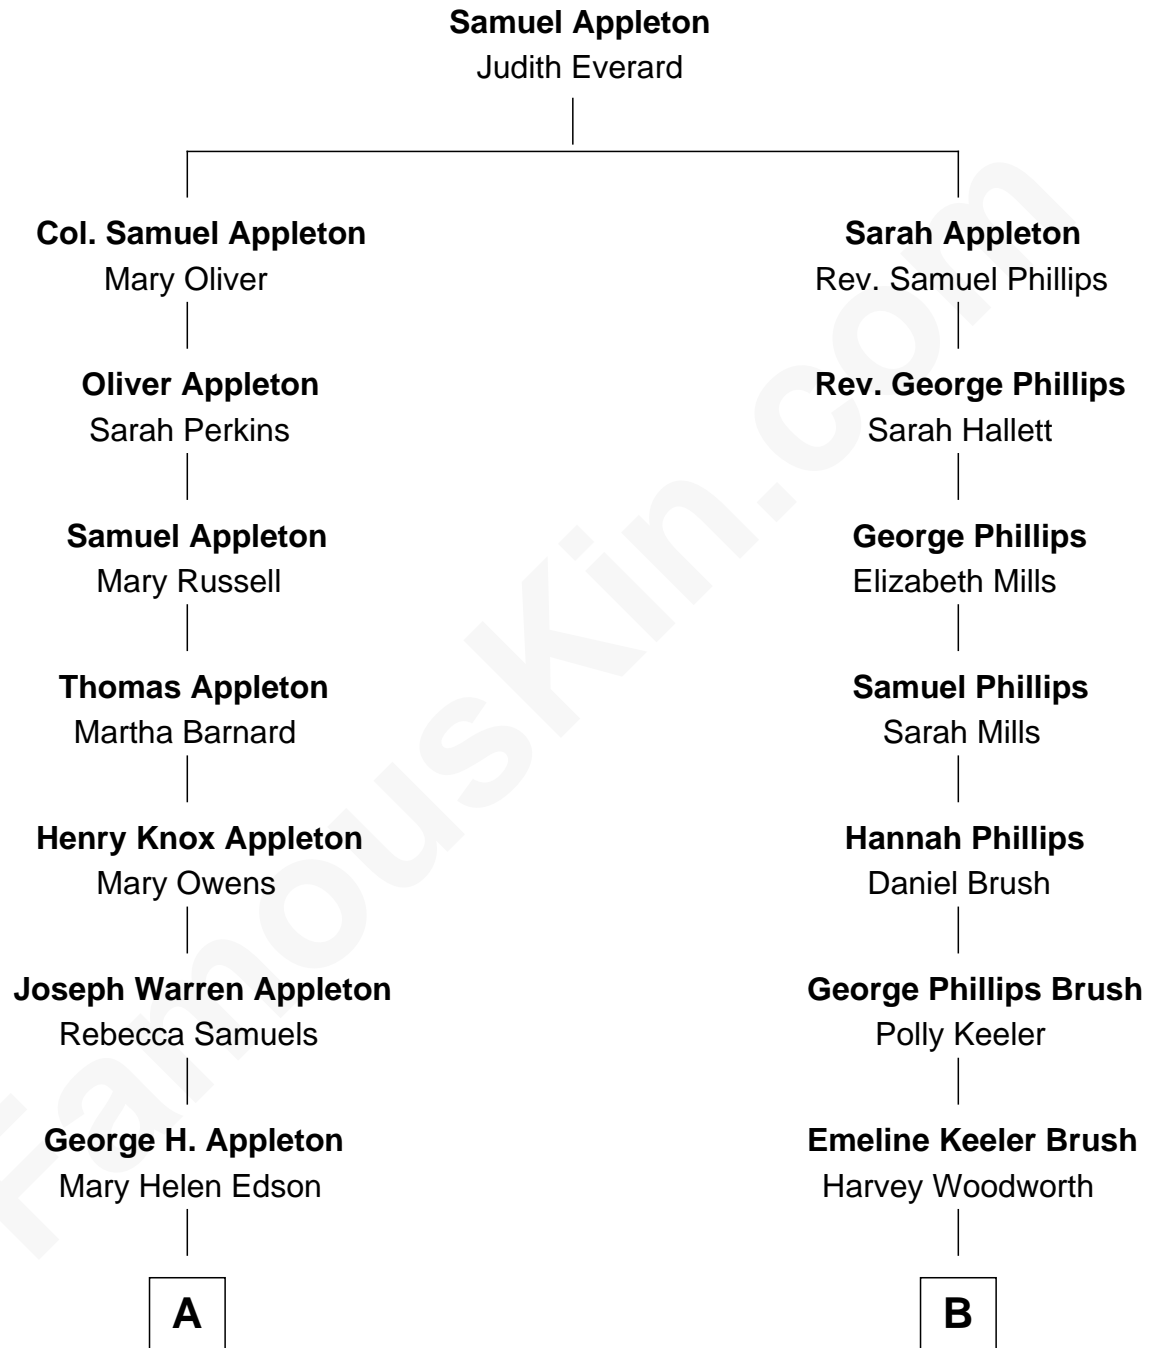 Samuel Appleton
Judith Everard
Col. Samuel Appleton
Mary Oliver
Sarah Appleton
Rev. Samuel Phillips
Oliver Appleton
Sarah Perkins
Rev. George Phillips
Sarah Hallett
Samuel Appleton
Mary Russell
George Phillips
Elizabeth Mills
Thomas Appleton
Martha Barnard
Samuel Phillips
Sarah Mills
Henry Knox Appleton
Mary Owens
Hannah Phillips
Daniel Brush
Joseph Warren Appleton
Rebecca Samuels
George Phillips Brush
Polly Keeler
George H. Appleton
Mary Helen Edson
Emeline Keeler Brush
Harvey Woodworth
A
B
FamousKin.com